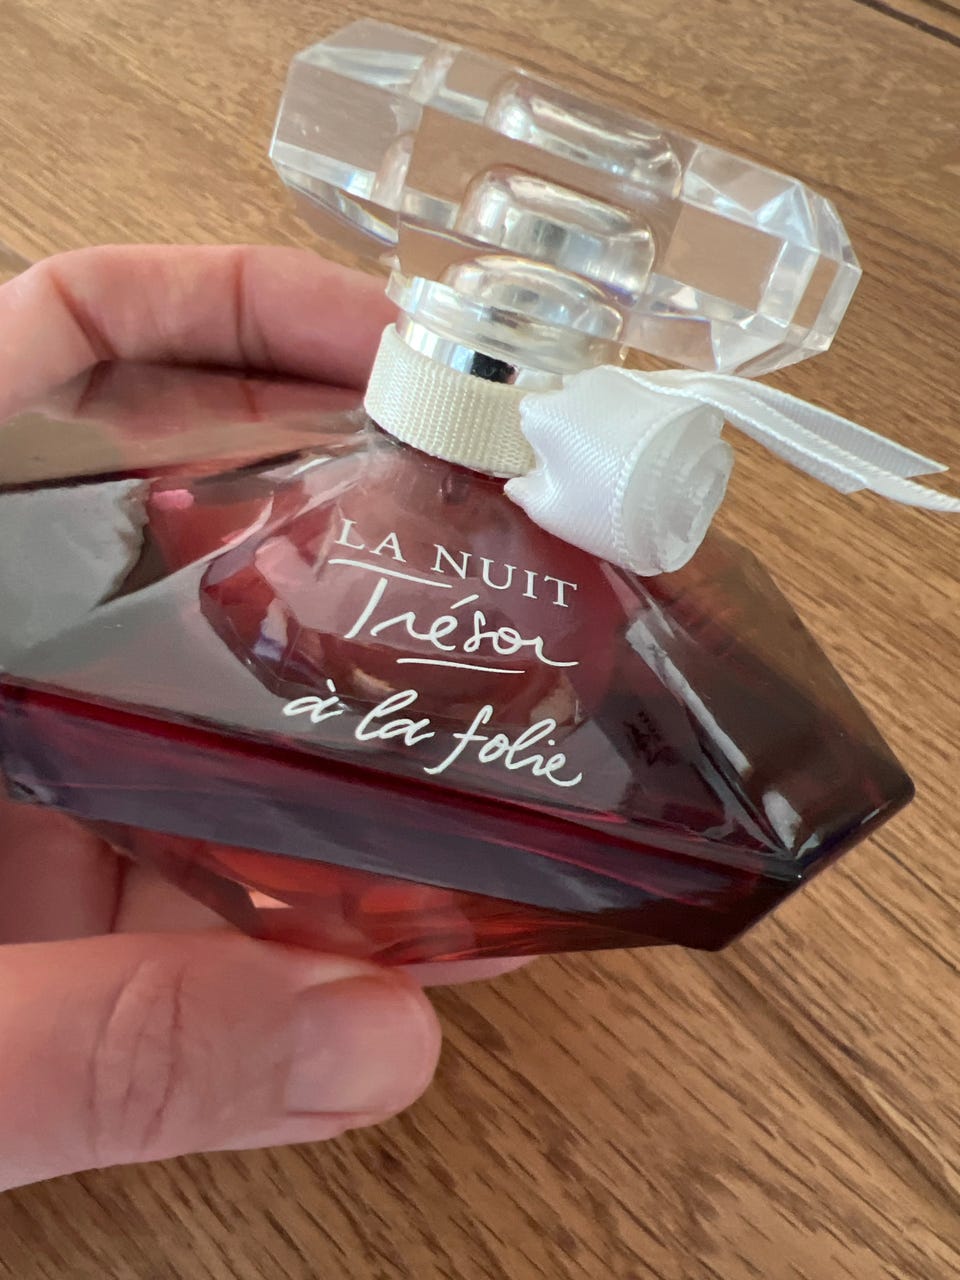 LA NUIT
Trésor
à la folie